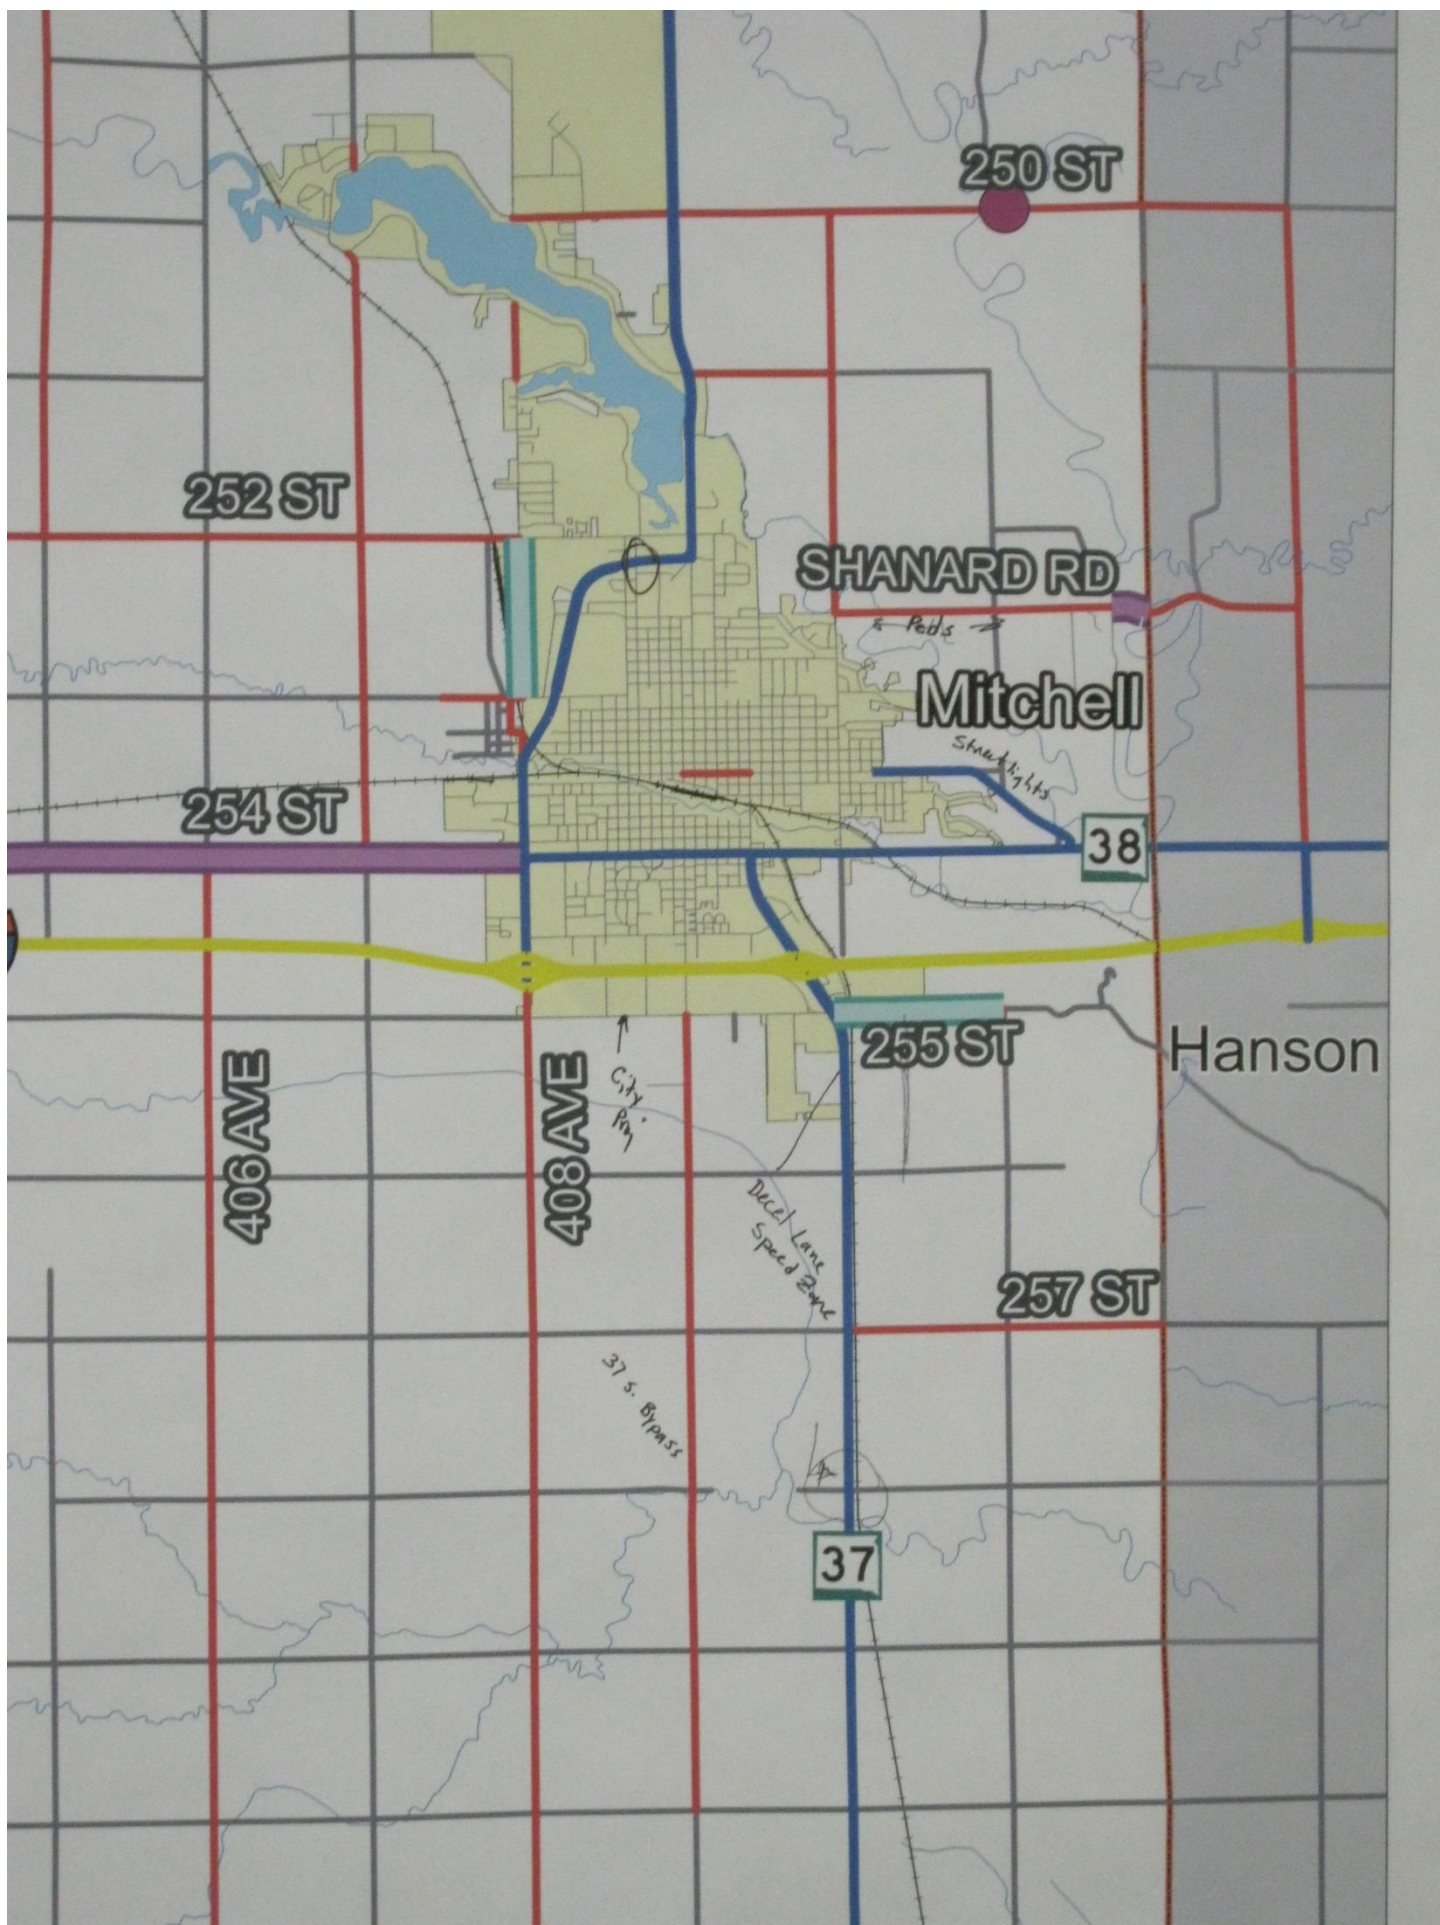 250 ST
252 ST
SHANARD RD
← Peds →
Mitchell
Streetlights
254 ST
38
255 ST
Hanson
406 AVE
408 AVE
City
Decel Lane
Speed Zone
257 ST
37 S. Bypass
37